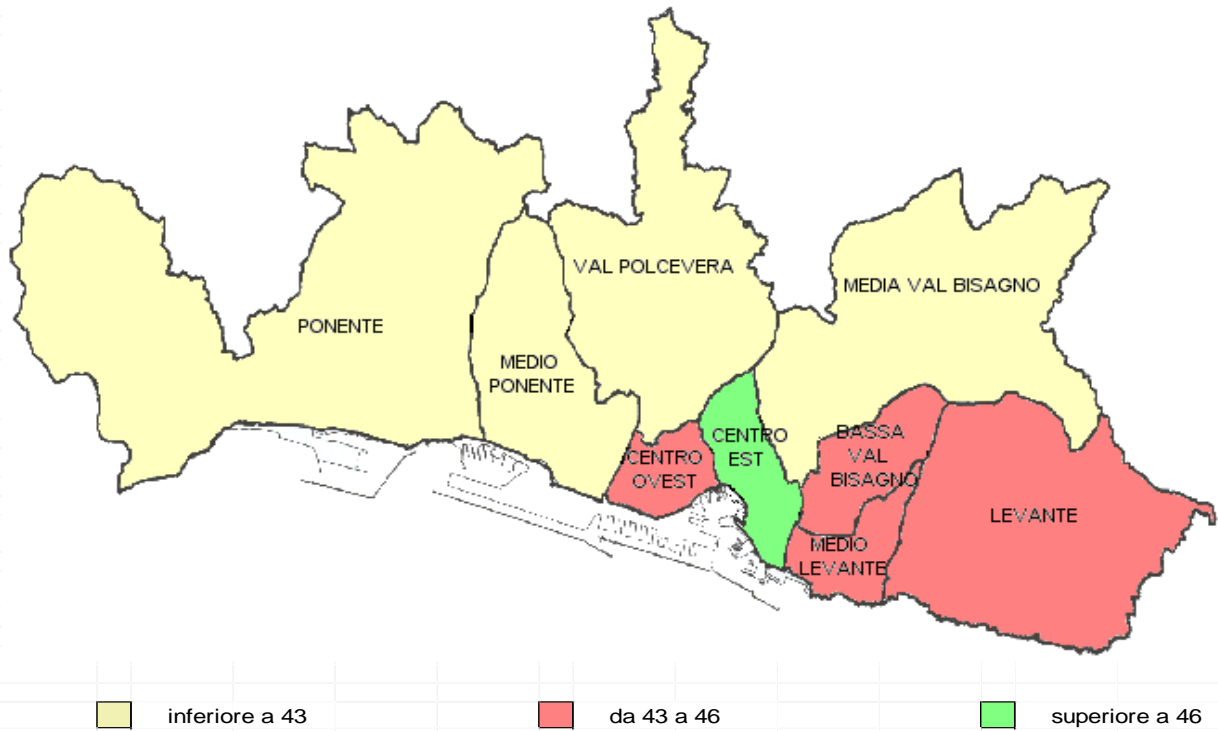 VAL POLCEVERA
MEDIA VAL BISAGNO
PONENTE
MEDIO
PONENTE
CENTRO
EST
BASSA
VAL
BISAGNO
CENTRO
OVEST
LEVANTE
MEDIO
LEVANTE
inferiore a 43
da 43 a 46
superiore a 46